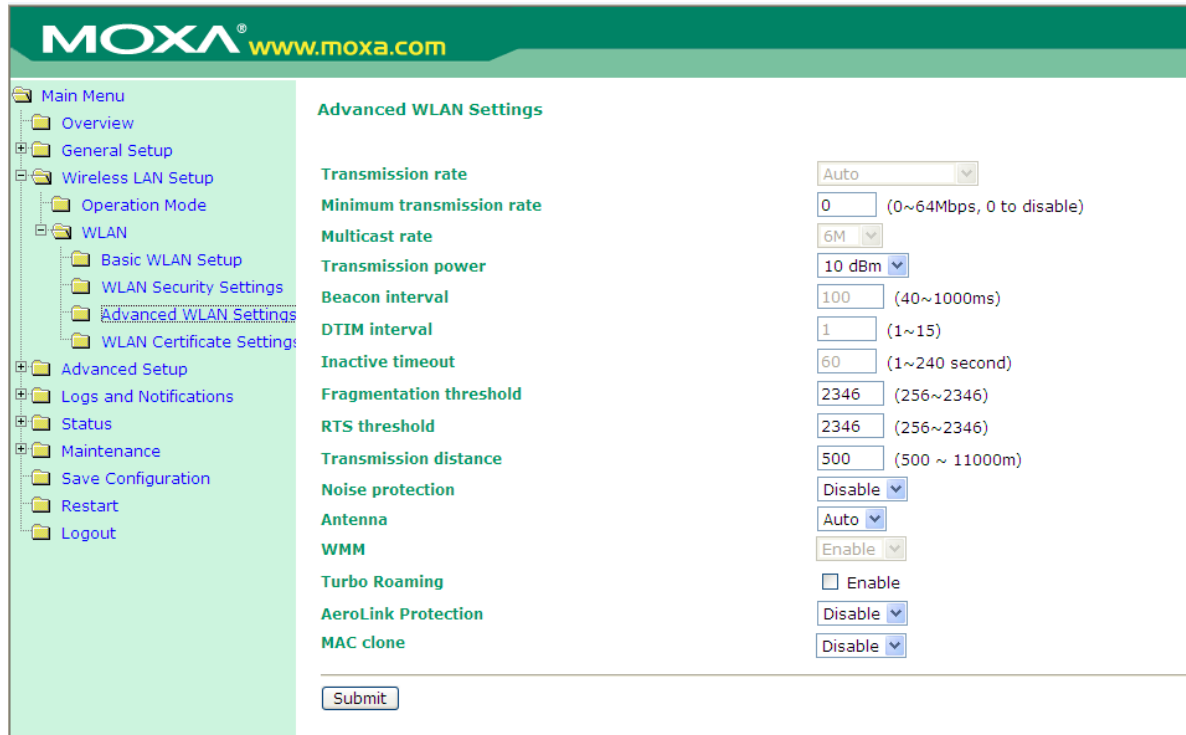 MOXA® www.moxa.com
Main Menu
Overview
General Setup
Wireless LAN Setup
Operation Mode
WLAN
Basic WLAN Setup
WLAN Security Settings
Advanced WLAN Settings
WLAN Certificate Settings
Advanced Setup
Logs and Notifications
Status
Maintenance
Save Configuration
Restart
Logout
Advanced WLAN Settings
Transmission rate Auto
Minimum transmission rate 0 (0~64Mbps, 0 to disable)
Multicast rate 6M
Transmission power 10 dBm
Beacon interval 100 (40~1000ms)
DTIM interval 1 (1~15)
Inactive timeout 60 (1~240 second)
Fragmentation threshold 2346 (256~2346)
RTS threshold 2346 (256~2346)
Transmission distance 500 (500 ~ 11000m)
Noise protection Disable
Antenna Auto
WMM Enable
Turbo Roaming Enable
AeroLink Protection Disable
MAC clone Disable
Submit